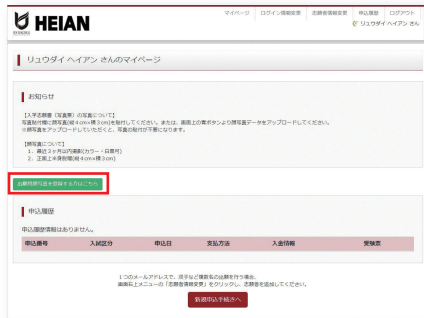 マイページ ログイン情報変更 志願者情報変更 申込履歴 ログアウト
HEIAN
リュウダイ ヘイアン さん
リュウダイ ヘイアン さんのマイページ
お知らせ
【入学志願書（写真票）の写真について】
写真貼付欄に顔写真(縦4cm×横3cm)を貼付してください。または、画面上の青ボタンより顔写真データをアップロードしてください。
※顔写真をアップロードしていただくと、写真の貼付が不要になります。
【顔写真について】
1. 最近3ヶ月以内撮影(カラー・白黒可)
2. 正面上半身脱帽(縦4cm×横3cm)
出願用顔写真を登録する方はこちら
申込履歴
申込履歴情報はありません。
申込番号 入試区分 申込日 支払方法 入金情報 受験票
1つのメールアドレスで、双子など複数名の出願を行う場合、
画面右上メニューの「志願者情報変更」をクリックし、志願者を追加してください。
新規申込手続きへ